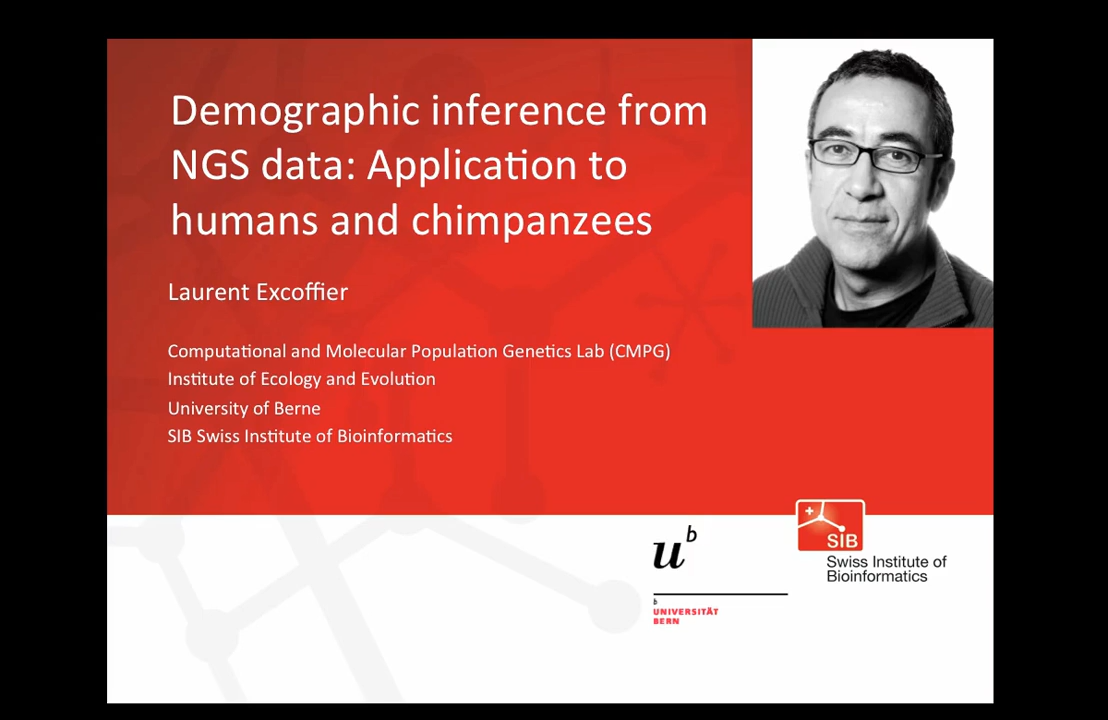 Demographic inference from
NGS data: Application to
humans and chimpanzees
Laurent Excoffier
Computational and Molecular Population Genetics Lab (CMPG)
Institute of Ecology and Evolution
University of Berne
SIB Swiss Institute of Bioinformatics
u b
b
UNIVERSITÄT
BERN
SIB
Swiss Institute of
Bioinformatics